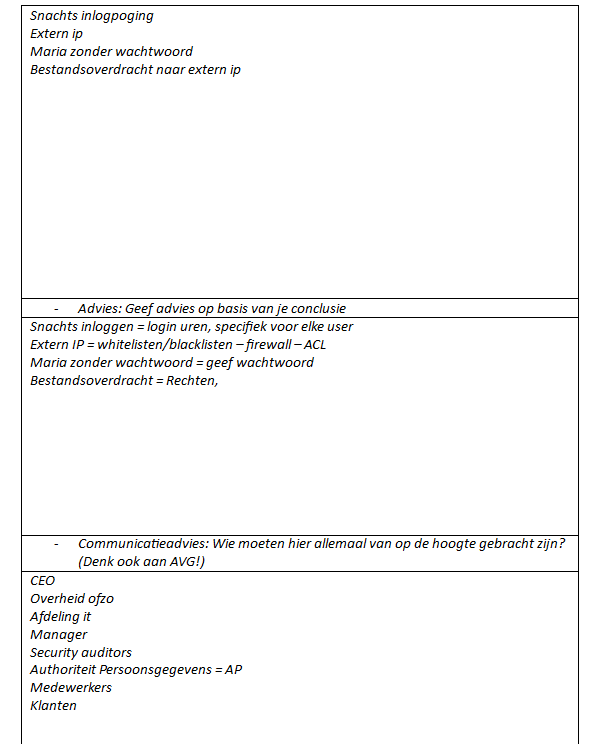 Snachts inlogpoging
Extern ip
Maria zonder wachtwoord
Bestandsoverdracht naar extern ip
- Advies: Geef advies op basis van je conclusie
Snachts inloggen = login uren, specifiek voor elke user
Extern IP = whitelisten/blacklisten – firewall – ACL
Maria zonder wachtwoord = geef wachtwoord
Bestandsoverdracht = Rechten,
- Communicatieadvies: Wie moeten hier allemaal van op de hoogte gebracht zijn?
(Denk ook aan AVG!)
CEO
Overheid ofzo
Afdeling it
Manager
Security auditors
Authoriteit Persoonsgegevens = AP
Medewerkers
Klanten